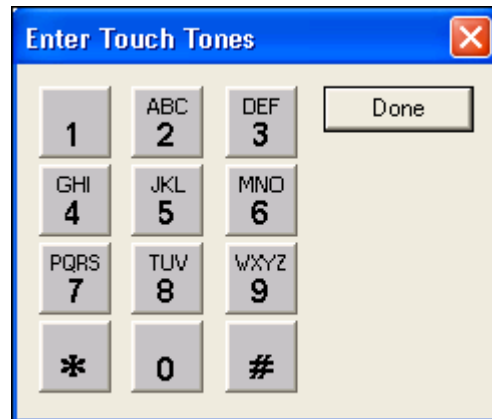 Enter Touch Tones
1
ABC
2
DEF
3
Done
GHI
4
JKL
5
MNO
6
PQRS
7
TUV
8
WXYZ
9
*
0
#